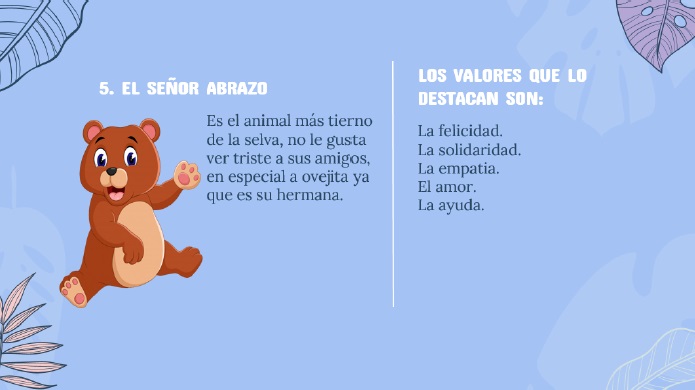 5. EL SEÑOR ABRAZO
Es el animal más tierno
de la selva, no le gusta
ver triste a sus amigos,
en especial a ovejita ya
que es su hermana.
LOS VALORES QUE LO
DESTACAN SON:
La felicidad.
La solidaridad.
La empatia.
El amor.
La ayuda.